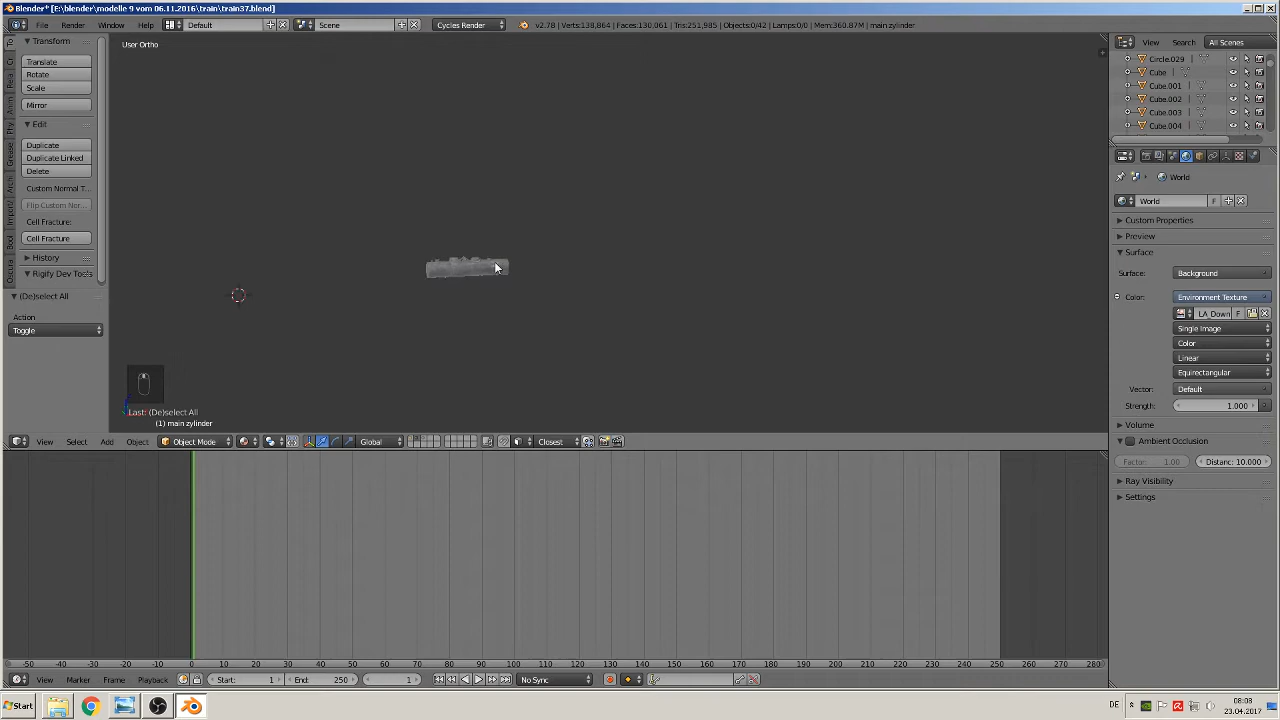 Blender* [E:\blender\modelle 9 vom 06.11.2016\train\train37.blend]
File Render Window Help Default Scene Cycles Render v2.78 | Verts:138,864 | Faces:130,061 | Tris:251,985 | Objects:0/42 | Lamps:0/0 | Mem:360.87M | main zylinder
Transform
Translate
Rotate
Scale
Mirror
Edit
Duplicate
Duplicate Linked
Delete
Custom Normal T...
Flip Custom Nor...
Cell Fracture:
Cell Fracture
History
Rigify Dev Tools
(De)select All
Action
Toggle
User Ortho
Last: (De)select All
(1) main zylinder
View Select Add Object Object Mode Global Closest
View Search All Scenes
Circle.029
Cube
Cube.001
Cube.002
Cube.003
Cube.004
World
World F
Custom Properties
Preview
Surface
Surface: Background
Color: Environment Texture
LA_Down F
Single Image
Color
Linear
Equirectangular
Vector: Default
Strength: 1.000
Volume
Ambient Occlusion
Factor: 1.00 Distanc: 10.000
Ray Visibility
Settings
-50 -40 -30 -20 -10 0 10 20 30 40 50 60 70 80 90 100 110 120 130 140 150 160 170 180 190 200 210 220 230 240 250 260 270 280
View Marker Frame Playback Start: 1 End: 250 1 No Sync
Start DE 08:08
23.04.2017